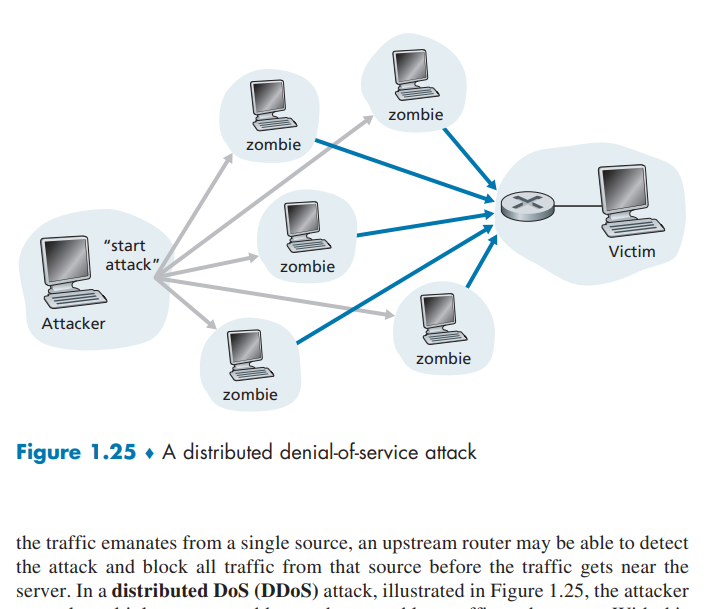 zombie
zombie
"start
attack"
zombie
Victim
Attacker
zombie
zombie
Figure 1.25 ♦ A distributed denial-of-service attack
the traffic emanates from a single source, an upstream router may be able to detect
the attack and block all traffic from that source before the traffic gets near the
server. In a distributed DoS (DDoS) attack, illustrated in Figure 1.25, the attacker